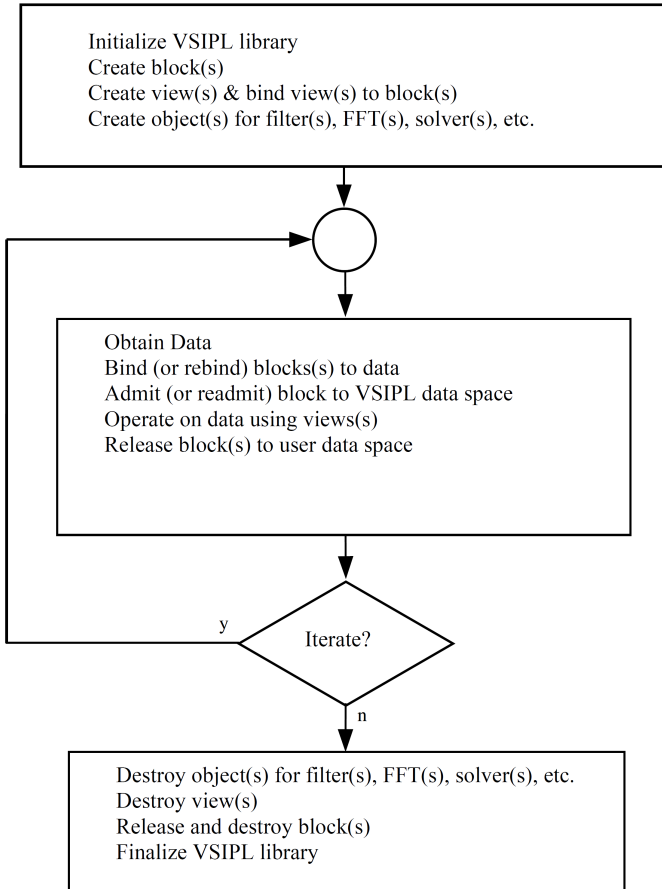 Initialize VSIPL library
Create block(s)
Create view(s) & bind view(s) to block(s)
Create object(s) for filter(s), FFT(s), solver(s), etc.
Obtain Data
Bind (or rebind) blocks(s) to data
Admit (or readmit) block to VSIPL data space
Operate on data using views(s)
Release block(s) to user data space
y
Iterate?
n
Destroy object(s) for filter(s), FFT(s), solver(s), etc.
Destroy view(s)
Release and destroy block(s)
Finalize VSIPL library